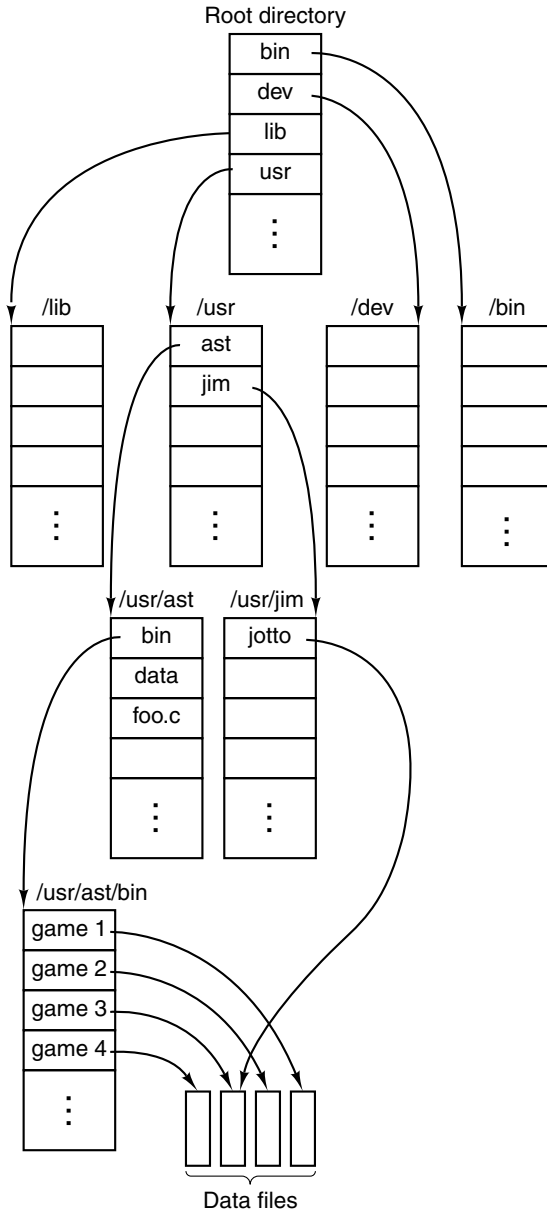 Root directory
bin
dev
lib
usr
⋮
/lib
/usr
/dev
/bin
ast
jim
⋮
⋮
⋮
⋮
/usr/ast
/usr/jim
bin
jotto
data
foo.c
⋮
⋮
/usr/ast/bin
game 1
game 2
game 3
game 4
⋮
Data files